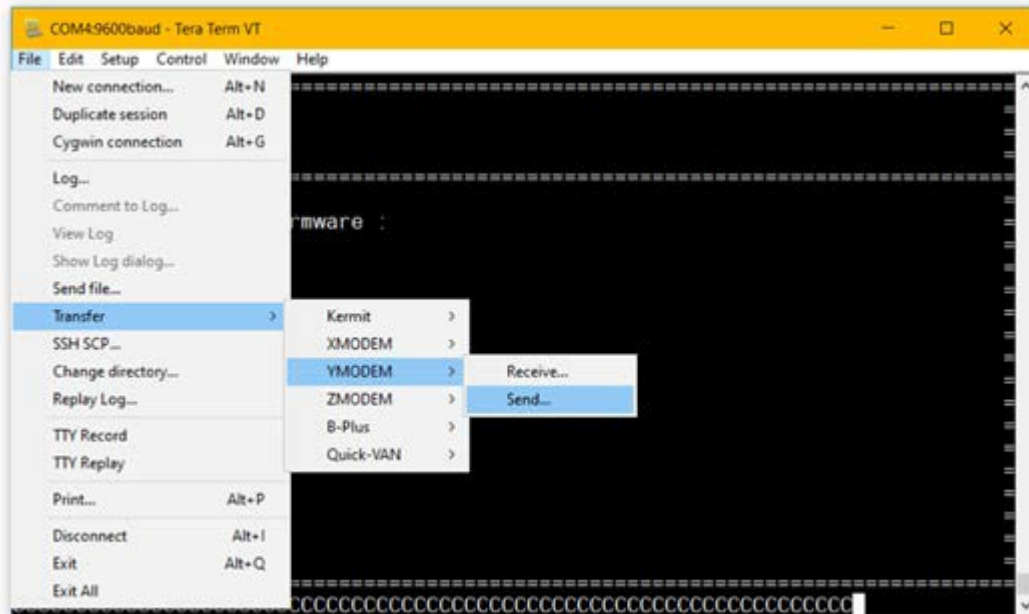 COM4:9600baud - Tera Term VT
File Edit Setup Control Window Help
New connection... Alt+N
Duplicate session Alt+D
Cygwin connection Alt+G
Log...
Comment to Log...
View Log
Show Log dialog...
Send file...
Transfer >
SSH SCP...
Change directory...
Replay Log...
TTY Record
TTY Replay
Print... Alt+P
Disconnect Alt+I
Exit Alt+Q
Exit All
Kermit >
XMODEM >
YMODEM >
ZMODEM >
B-Plus >
Quick-VAN >
Receive...
Send...
rmware :